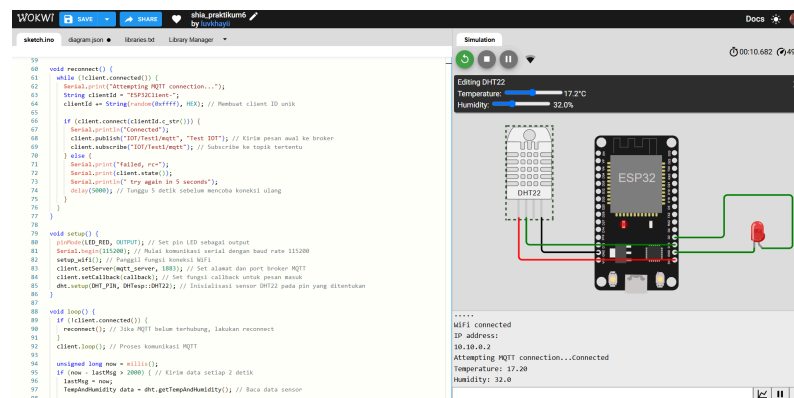 WOKWI SAVE SHARE shia_praktikum6 Docs
by luvkhayii
sketch.ino diagram.json libraries.txt Library Manager
Simulation
00:10.682 49
59
60 void reconnect() {
61 while (!client.connected()) {
62 Serial.print("Attempting MQTT connection...");
63 String clientId = "ESP32Client-";
64 clientId += String(random(0xffff), HEX); // Membuat client ID unik
65
66 if (client.connect(clientId.c_str())) {
67 Serial.println("Connected");
68 client.publish("IOT/Test1/mqtt", "Test IOT"); // Kirim pesan awal ke broker
69 client.subscribe("IOT/Test1/mqtt"); // Subscribe ke topik tertentu
70 } else {
71 Serial.print("failed, rc=");
72 Serial.print(client.state());
73 Serial.println(" try again in 5 seconds");
74 delay(5000); // Tunggu 5 detik sebelum mencoba koneksi ulang
75 }
76 }
77 }
78
79 void setup() {
80 pinMode(LED_RED, OUTPUT); // Set pin LED sebagai output
81 Serial.begin(115200); // Mulai komunikasi serial dengan baud rate 115200
82 setup_wifi(); // Panggil fungsi koneksi WiFi
83 client.setServer(mqtt_server, 1883); // Set alamat dan port broker MQTT
84 client.setCallback(callback); // Set fungsi callback untuk pesan masuk
85 dht.setup(DHT_PIN, DHTesp::DHT22); // Inisialisasi sensor DHT22 pada pin yang ditentukan
86 }
87
88 void loop() {
89 if (!client.connected()) {
90 reconnect(); // Jika MQTT belum terhubung, lakukan reconnect
91 }
92 client.loop(); // Proses komunikasi MQTT
93
94 unsigned long now = millis();
95 if (now - lastMsg > 2000) { // Kirim data setiap 2 detik
96 lastMsg = now;
97 TempAndHumidity data = dht.getTempAndHumidity(); // Baca data sensor
Editing DHT22
Temperature: 17.2°C
Humidity: 32.0%
DHT22
ESP32
.....
WiFi connected
IP address:
10.10.0.2
Attempting MQTT connection...Connected
Temperature: 17.20
Humidity: 32.0